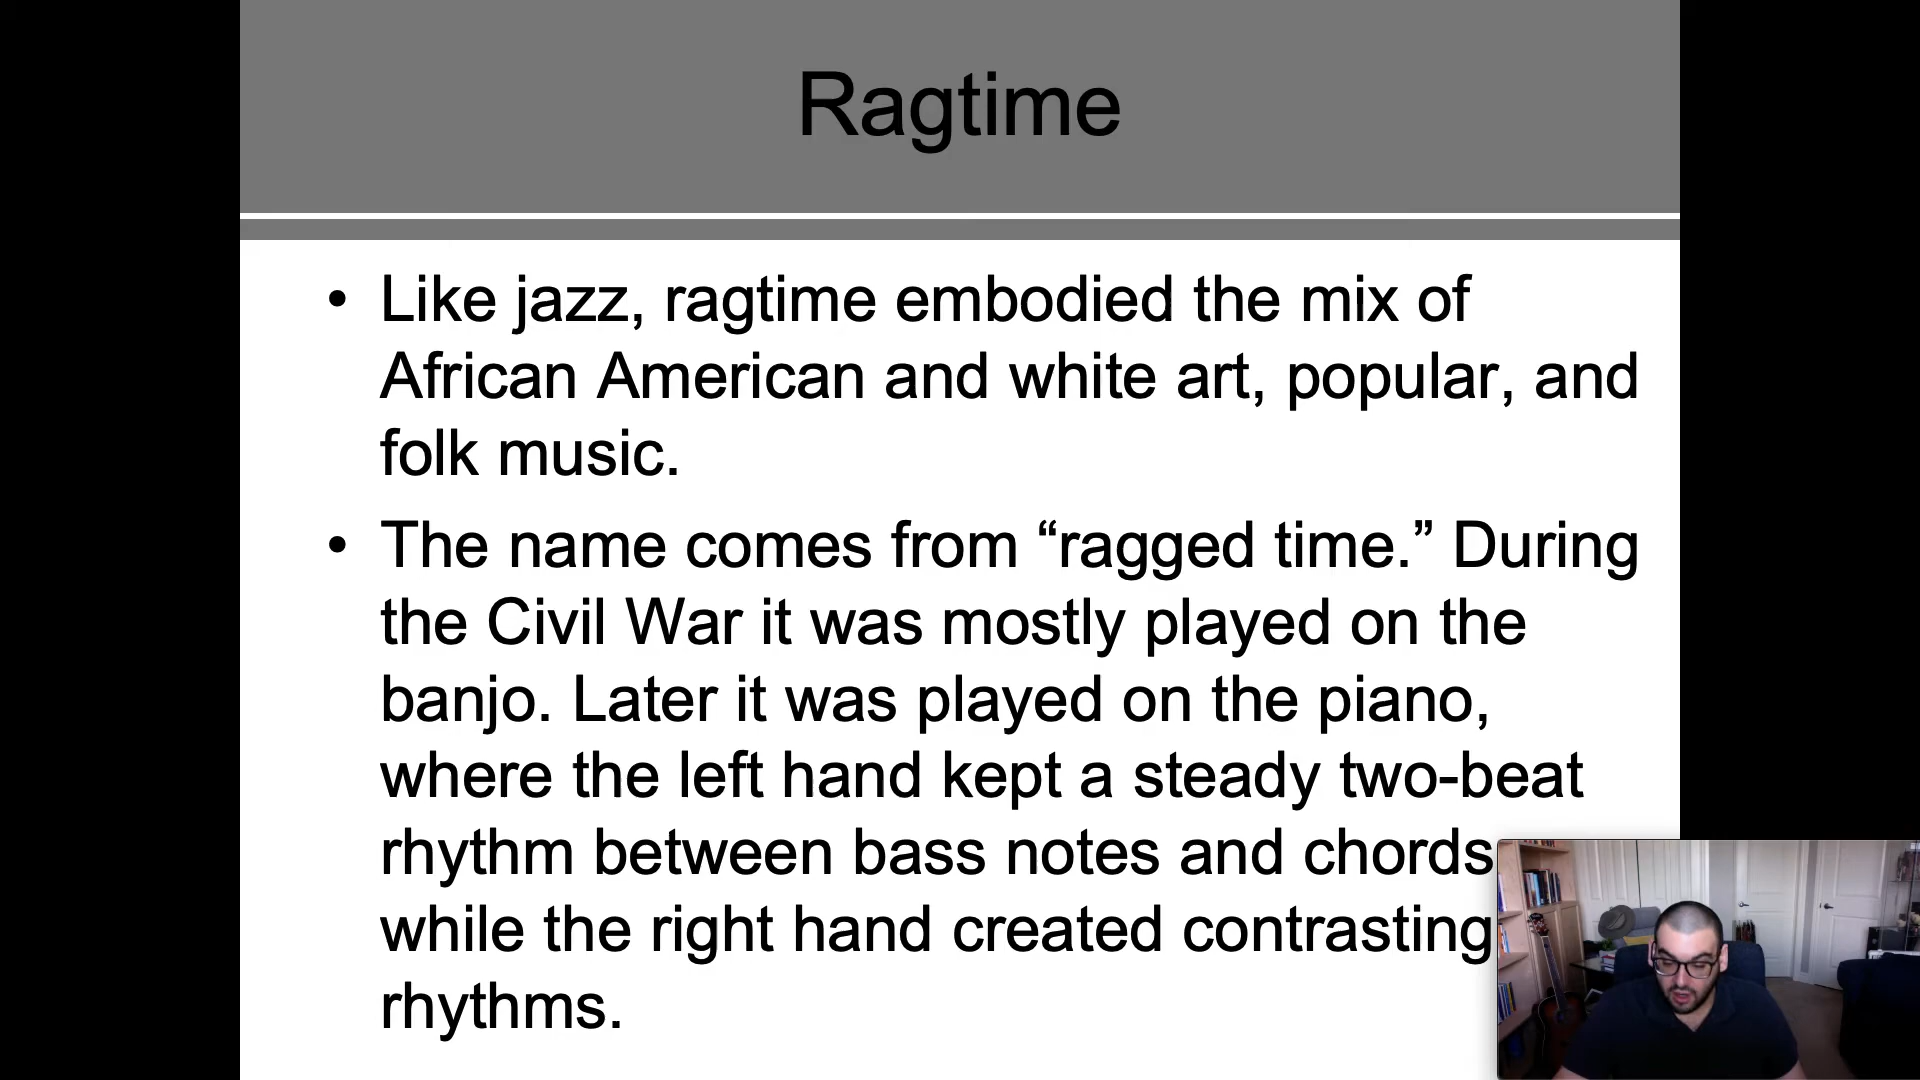 Ragtime
• Like jazz, ragtime embodied the mix of
African American and white art, popular, and
folk music.
• The name comes from “ragged time.” During
the Civil War it was mostly played on the
banjo. Later it was played on the piano,
where the left hand kept a steady two-beat
rhythm between bass notes and chords
while the right hand created contrasting
rhythms.